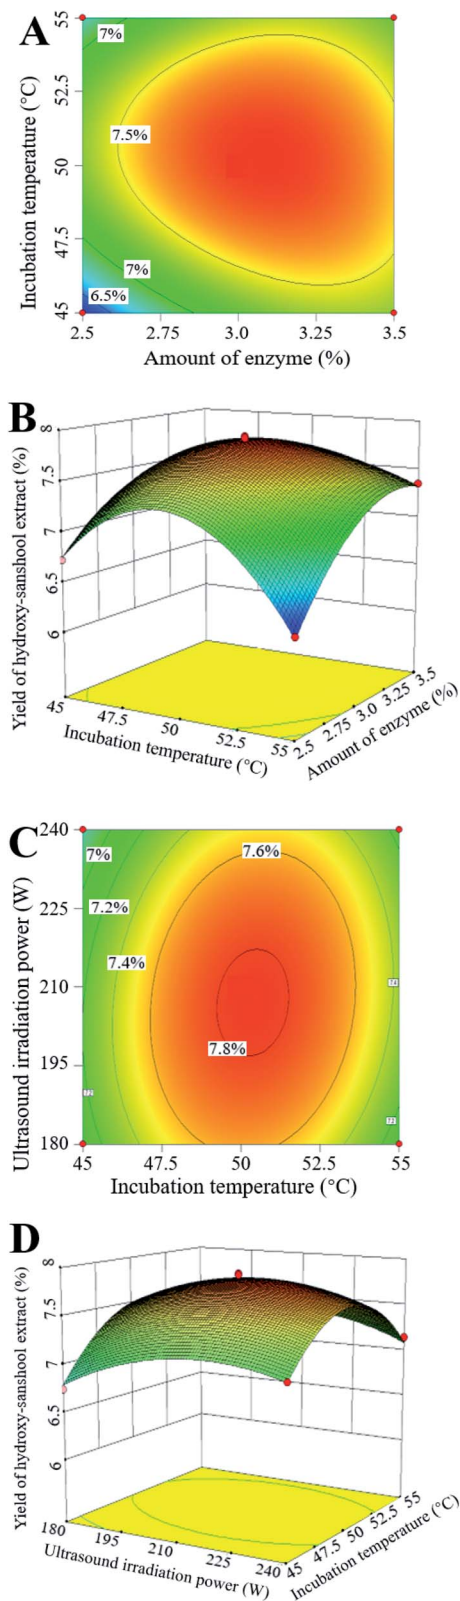 A
Incubation temperature (°C)
55
52.5
50
47.5
45
7%
7.5%
7%
6.5%
2.5 2.75 3.0 3.25 3.5
Amount of enzyme (%)
B
Yield of hydroxy-sanshool extract (%)
8
7.5
7
6.5
6
45 47.5 50 52.5 55
Incubation temperature (°C)
2.5 2.75 3.0 3.25 3.5
Amount of enzyme (%)
C
Ultrasound irradiation power (W)
240
225
210
195
180
7%
7.6%
7.2%
7.4%
7.4
7.8%
7.2
7.2
45 47.5 50 52.5 55
Incubation temperature (°C)
D
Yield of hydroxy-sanshool extract (%)
8
7.5
7
6.5
6
180 195 210 225 240
Ultrasound irradiation power (W)
45 47.5 50 52.5 55
Incubation temperature (°C)